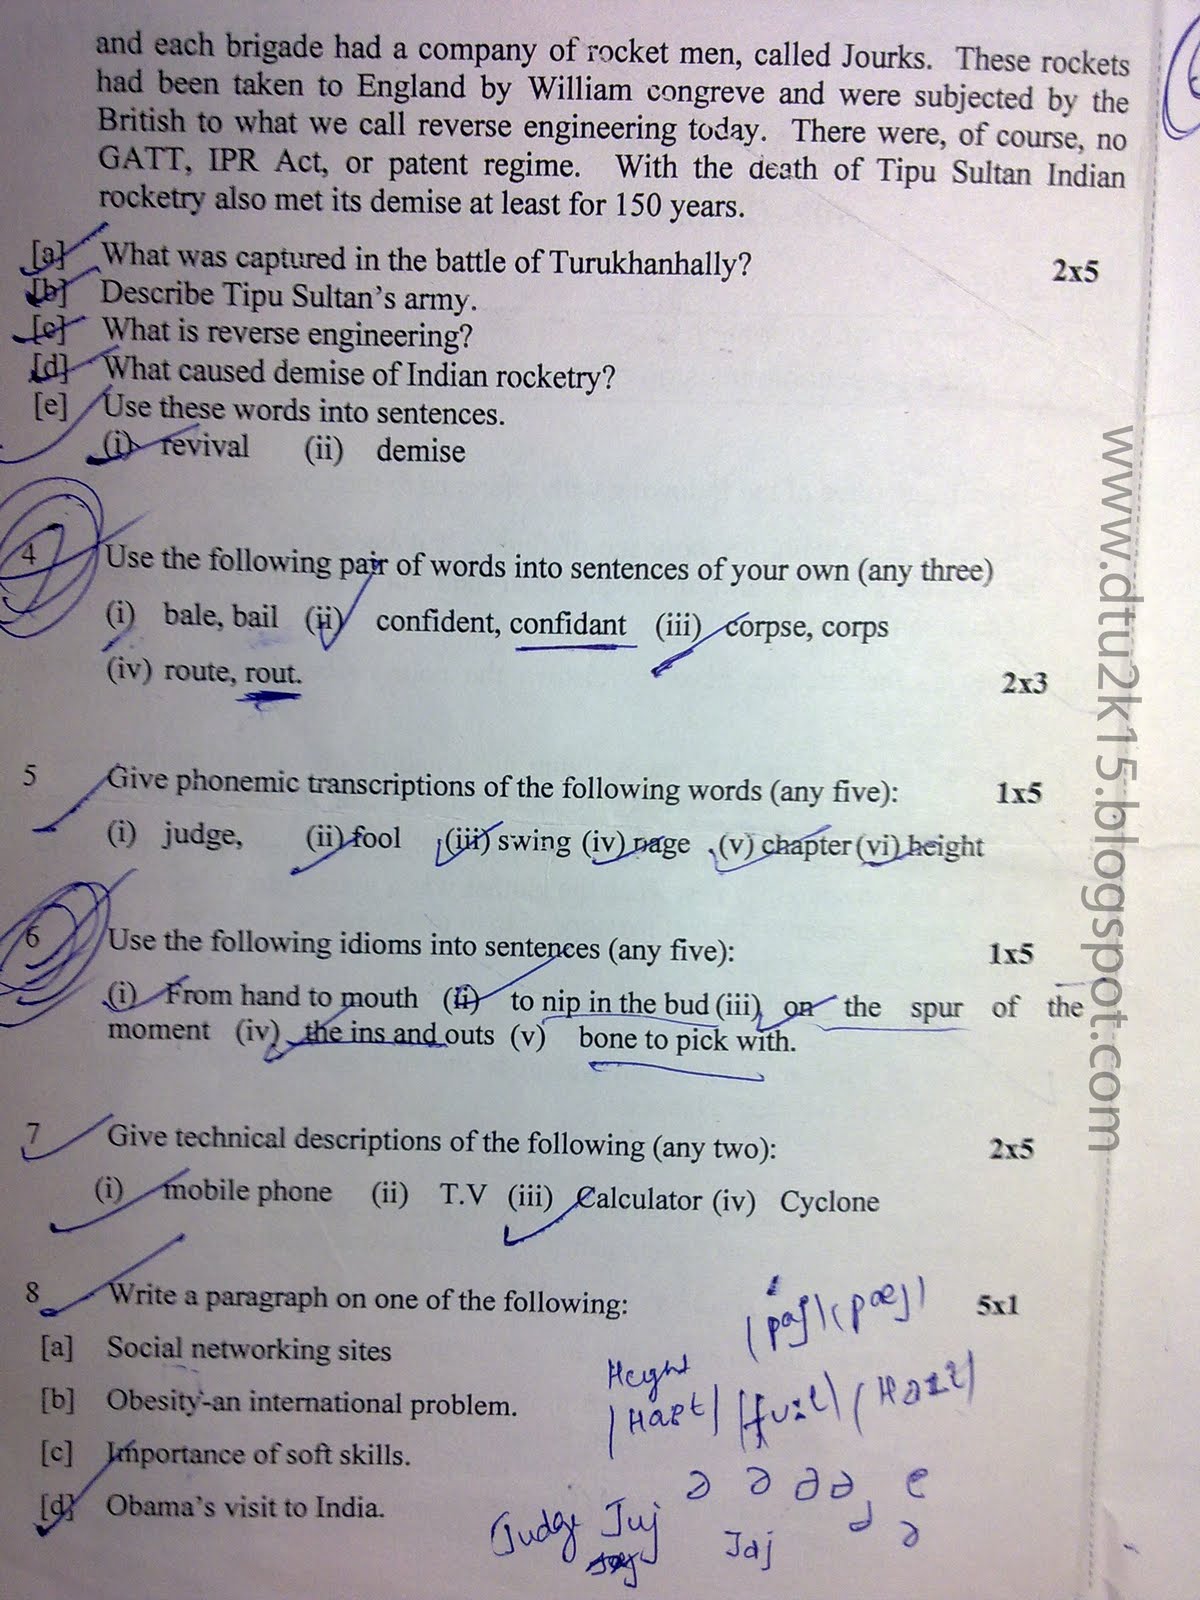 and each brigade had a company of rocket men, called Jourks. These rockets
had been taken to England by William congreve and were subjected by the
British to what we call reverse engineering today. There were, of course, no
GATT, IPR Act, or patent regime. With the death of Tipu Sultan Indian
rocketry also met its demise at least for 150 years.
[a] What was captured in the battle of Turukhanhally? 2x5
[b] Describe Tipu Sultan's army.
[c] What is reverse engineering?
[d] What caused demise of Indian rocketry?
[e] Use these words into sentences.
(i) revival (ii) demise
4 Use the following pair of words into sentences of your own (any three)
(i) bale, bail (ii) confident, confidant (iii) corpse, corps
(iv) route, rout. 2x3
5 Give phonemic transcriptions of the following words (any five): 1x5
(i) judge, (ii) fool (iii) swing (iv) page (v) chapter (vi) height
6 Use the following idioms into sentences (any five): 1x5
(i) From hand to mouth (ii) to nip in the bud (iii) on the spur of the
moment (iv) the ins and outs (v) bone to pick with.
7 Give technical descriptions of the following (any two): 2x5
(i) mobile phone (ii) T.V (iii) Calculator (iv) Cyclone
8 Write a paragraph on one of the following: 5x1
[a] Social networking sites
[b] Obesity-an international problem.
[c] Importance of soft skills.
[d] Obama's visit to India.
Height
Judge Juj
www.dtu2k15.blogspot.com